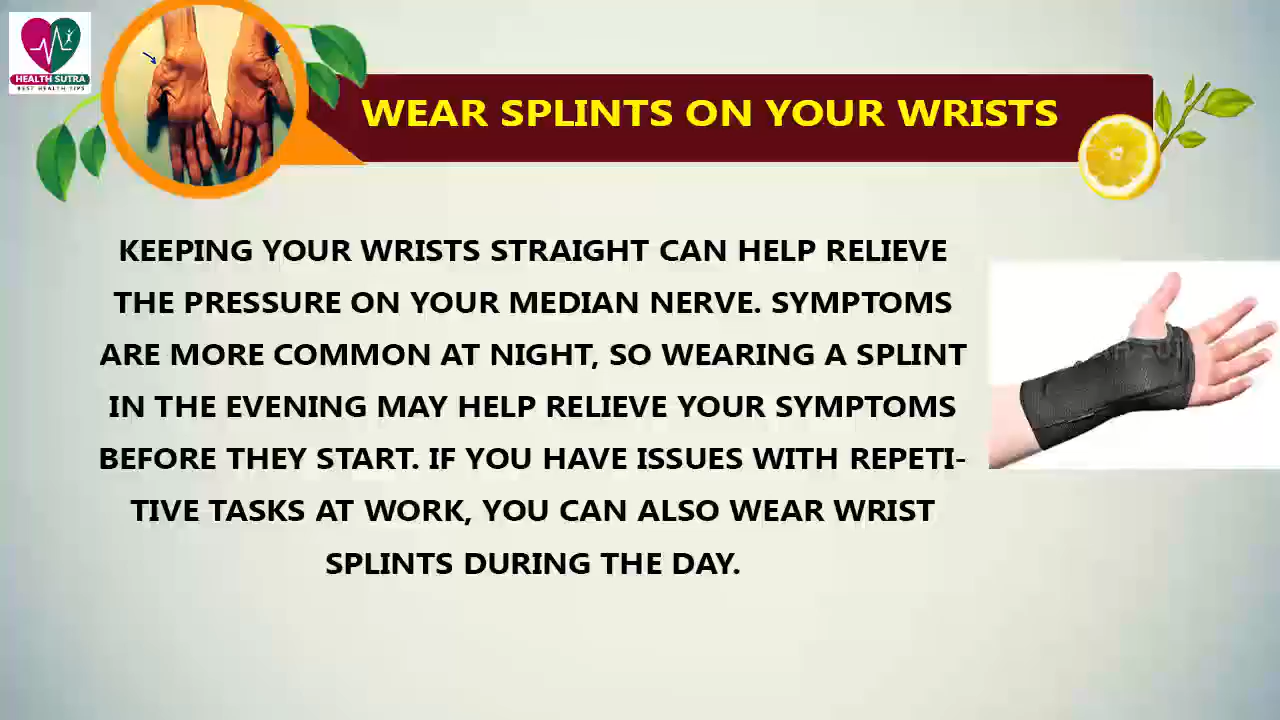 HEALTH SUTRA
BEST HEALTH TIPS
WEAR SPLINTS ON YOUR WRISTS
KEEPING YOUR WRISTS STRAIGHT CAN HELP RELIEVE
THE PRESSURE ON YOUR MEDIAN NERVE. SYMPTOMS
ARE MORE COMMON AT NIGHT, SO WEARING A SPLINT
IN THE EVENING MAY HELP RELIEVE YOUR SYMPTOMS
BEFORE THEY START. IF YOU HAVE ISSUES WITH REPETI-
TIVE TASKS AT WORK, YOU CAN ALSO WEAR WRIST
SPLINTS DURING THE DAY.